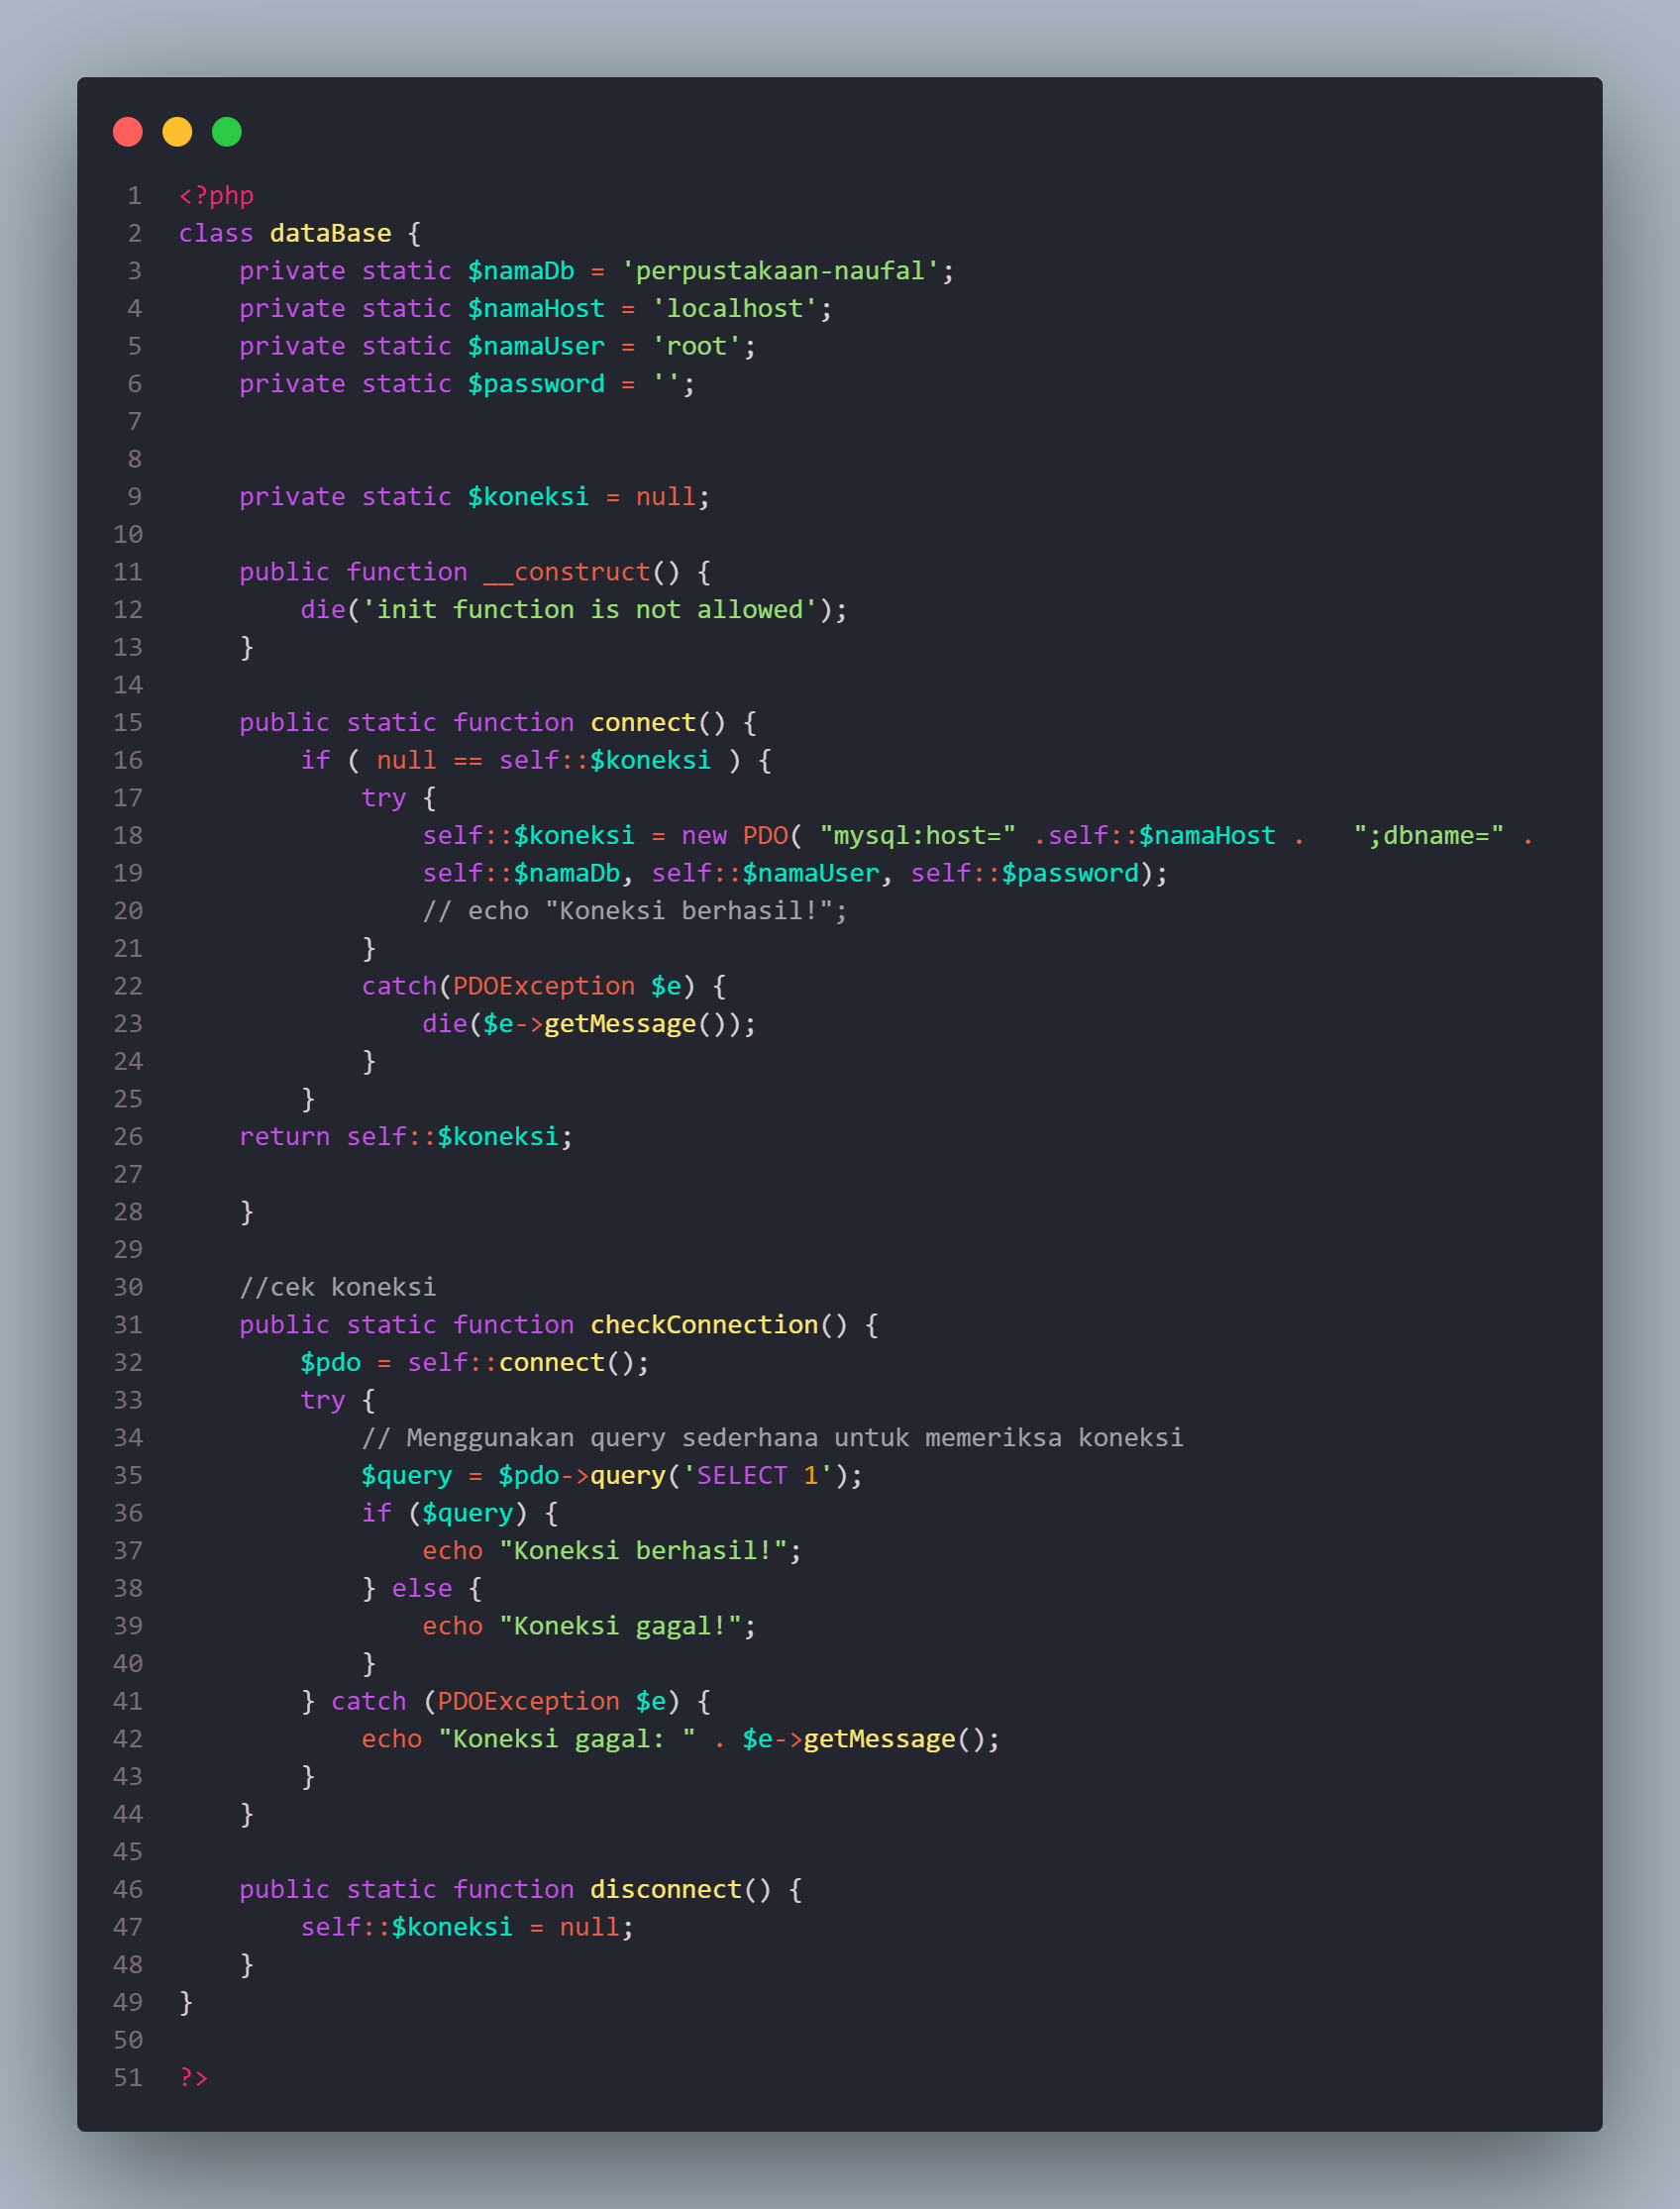 1 <?php
2 class dataBase {
3     private static $namaDb = 'perpustakaan-naufal';
4     private static $namaHost = 'localhost';
5     private static $namaUser = 'root';
6     private static $password = '';
7
8
9     private static $koneksi = null;
10
11     public function __construct() {
12         die('init function is not allowed');
13     }
14
15     public static function connect() {
16         if ( null == self::$koneksi ) {
17             try {
18                 self::$koneksi = new PDO( "mysql:host=" .self::$namaHost .   ";dbname=" .
19                 self::$namaDb, self::$namaUser, self::$password);
20                 // echo "Koneksi berhasil!";
21             }
22             catch(PDOException $e) {
23                 die($e->getMessage());
24             }
25         }
26     return self::$koneksi;
27
28     }
29
30     //cek koneksi
31     public static function checkConnection() {
32         $pdo = self::connect();
33         try {
34             // Menggunakan query sederhana untuk memeriksa koneksi
35             $query = $pdo->query('SELECT 1');
36             if ($query) {
37                 echo "Koneksi berhasil!";
38             } else {
39                 echo "Koneksi gagal!";
40             }
41         } catch (PDOException $e) {
42             echo "Koneksi gagal: " . $e->getMessage();
43         }
44     }
45
46     public static function disconnect() {
47         self::$koneksi = null;
48     }
49 }
50
51 ?>